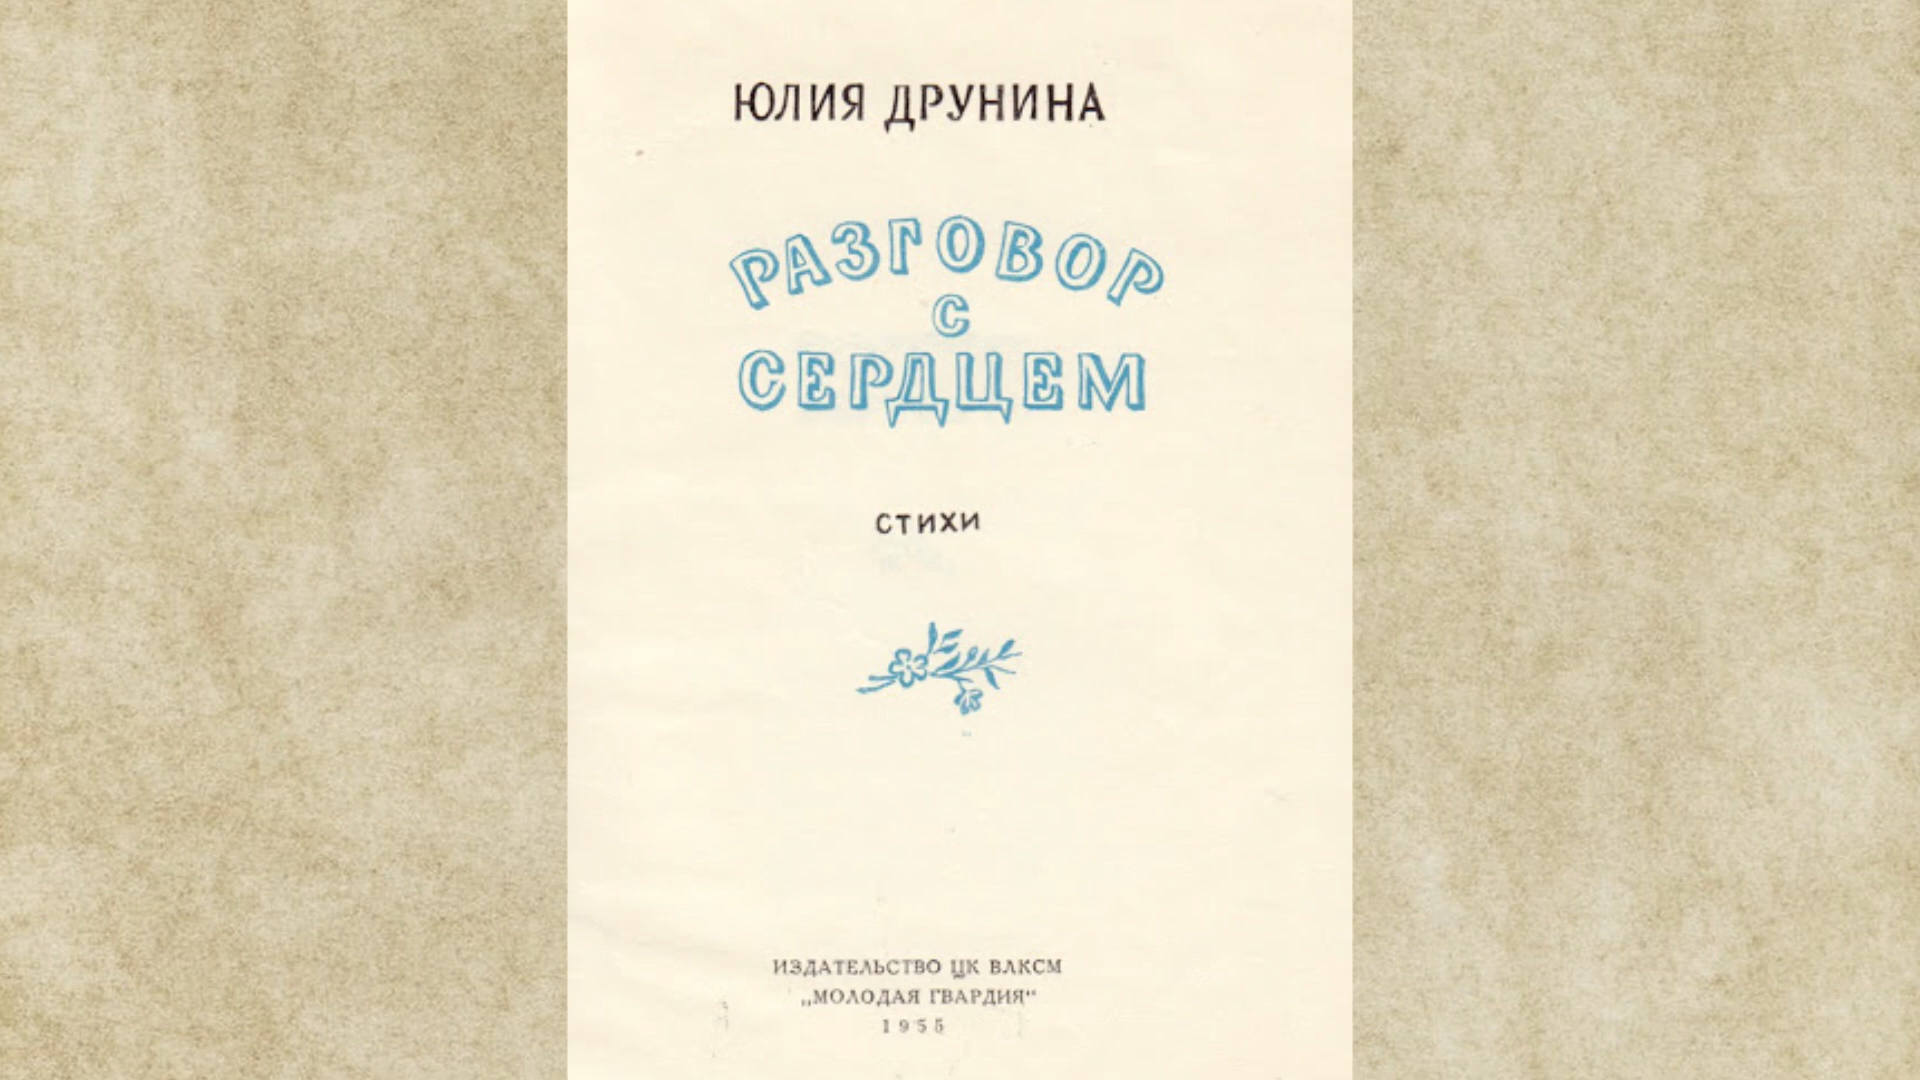 ЮЛИЯ ДРУНИНА
РАЗГОВОР
С
СЕРДЦЕМ
СТИХИ
ИЗДАТЕЛЬСТВО ЦК ВЛКСМ
„МОЛОДАЯ ГВАРДИЯ“
1955